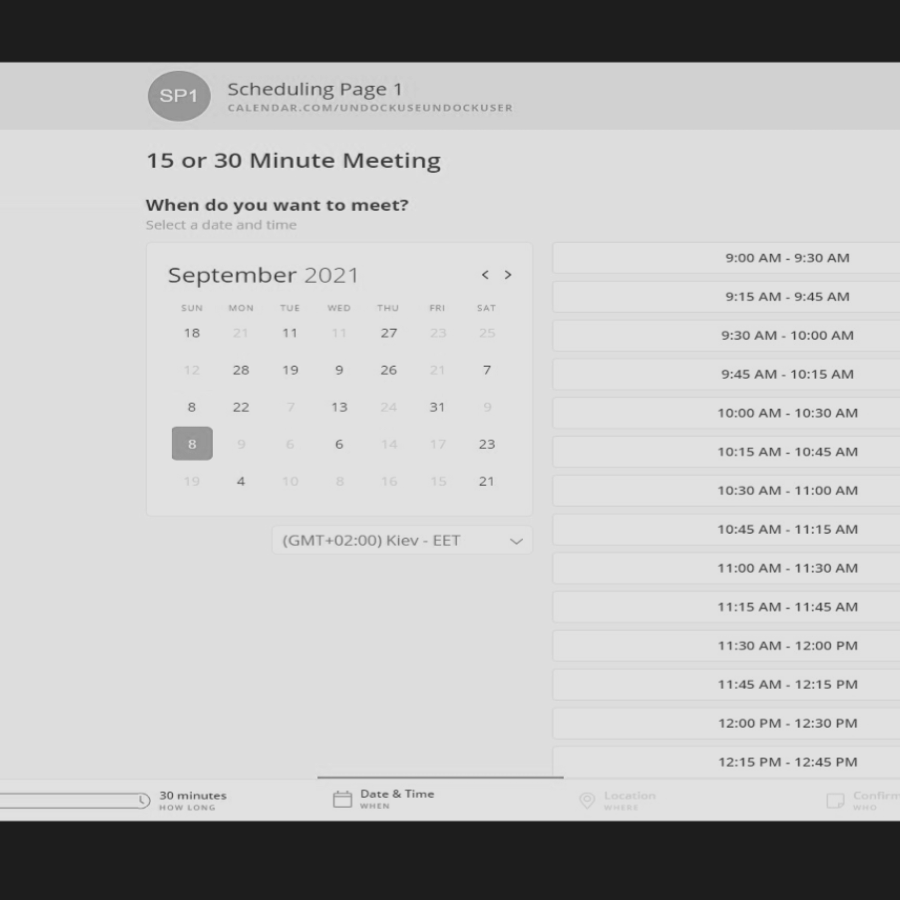 SP1
Scheduling Page 1
CALENDAR.COM/UNDOCKUSEUNDOCKUSER
15 or 30 Minute Meeting
When do you want to meet?
Select a date and time
September 2021 < >
SUN MON TUE WED THU FRI SAT
18 21 11 11 27 23 25
12 28 19 9 26 21 7
8 22 7 13 24 31 9
8 9 6 6 14 17 23
19 4 10 8 16 15 21
(GMT+02:00) Kiev - EET
9:00 AM - 9:30 AM
9:15 AM - 9:45 AM
9:30 AM - 10:00 AM
9:45 AM - 10:15 AM
10:00 AM - 10:30 AM
10:15 AM - 10:45 AM
10:30 AM - 11:00 AM
10:45 AM - 11:15 AM
11:00 AM - 11:30 AM
11:15 AM - 11:45 AM
11:30 AM - 12:00 PM
11:45 AM - 12:15 PM
12:00 PM - 12:30 PM
12:15 PM - 12:45 PM
30 minutes
HOW LONG
Date & Time
WHEN
Location
WHERE
Confirm
WHO